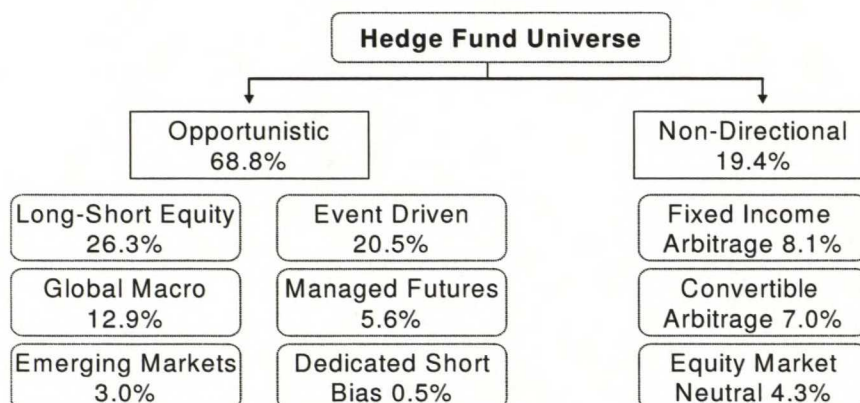 Hedge Fund Universe
Opportunistic
68.8%
Non-Directional
19.4%
Long-Short Equity
26.3%
Event Driven
20.5%
Fixed Income
Arbitrage 8.1%
Global Macro
12.9%
Managed Futures
5.6%
Convertible
Arbitrage 7.0%
Emerging Markets
3.0%
Dedicated Short
Bias 0.5%
Equity Market
Neutral 4.3%